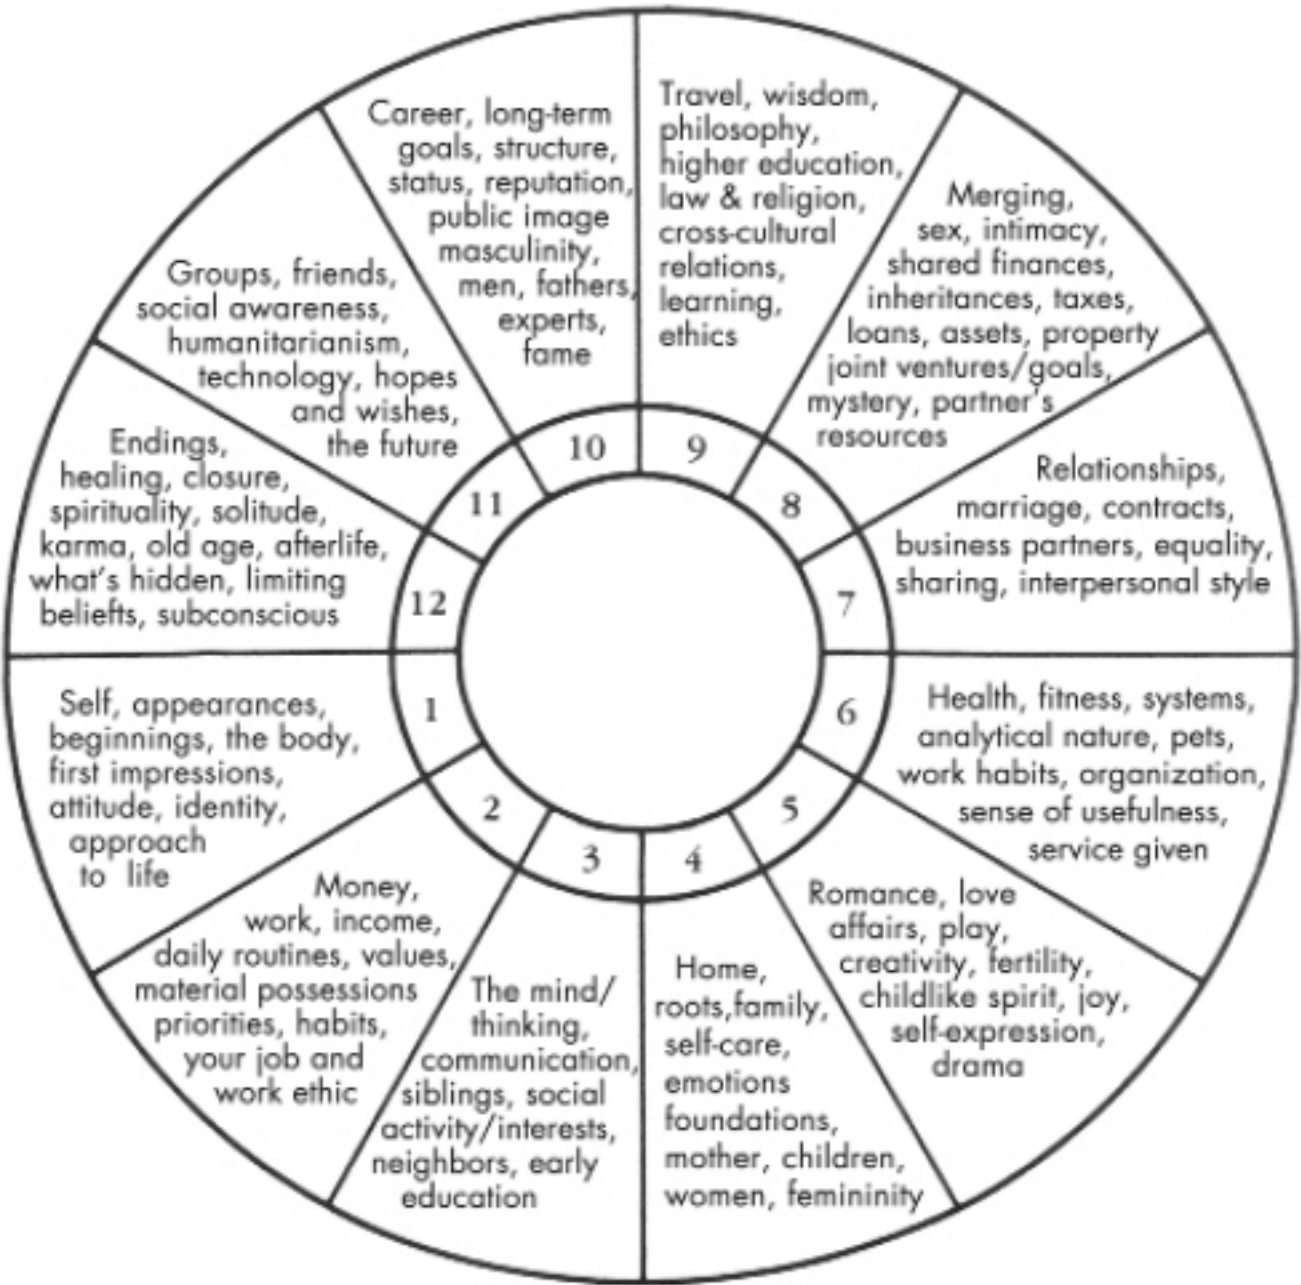 Career, long-term
goals, structure,
status, reputation,
public image
masculinity,
men, fathers,
experts,
fame
10
Travel, wisdom,
philosophy,
higher education,
law & religion,
cross-cultural
relations,
learning,
ethics
9
Merging,
sex, intimacy,
shared finances,
inheritances, taxes,
loans, assets, property
joint ventures/goals,
mystery, partner's
resources
8
Relationships,
marriage, contracts,
business partners, equality,
sharing, interpersonal style
7
Health, fitness, systems,
analytical nature, pets,
work habits, organization,
sense of usefulness,
service given
6
Romance, love
affairs, play,
creativity, fertility,
childlike spirit, joy,
self-expression,
drama
5
Home,
roots,family,
self-care,
emotions
foundations,
mother, children,
women, femininity
4
The mind/
thinking,
communication,
siblings, social
activity/interests,
neighbors, early
education
3
Money,
work, income,
daily routines, values,
material possessions
priorities, habits,
your job and
work ethic
2
Self, appearances,
beginnings, the body,
first impressions,
attitude, identity,
approach
to life
1
Endings,
healing, closure,
spirituality, solitude,
karma, old age, afterlife,
what's hidden, limiting
beliefts, subconscious
12
Groups, friends,
social awareness,
humanitarianism,
technology, hopes
and wishes,
the future
11